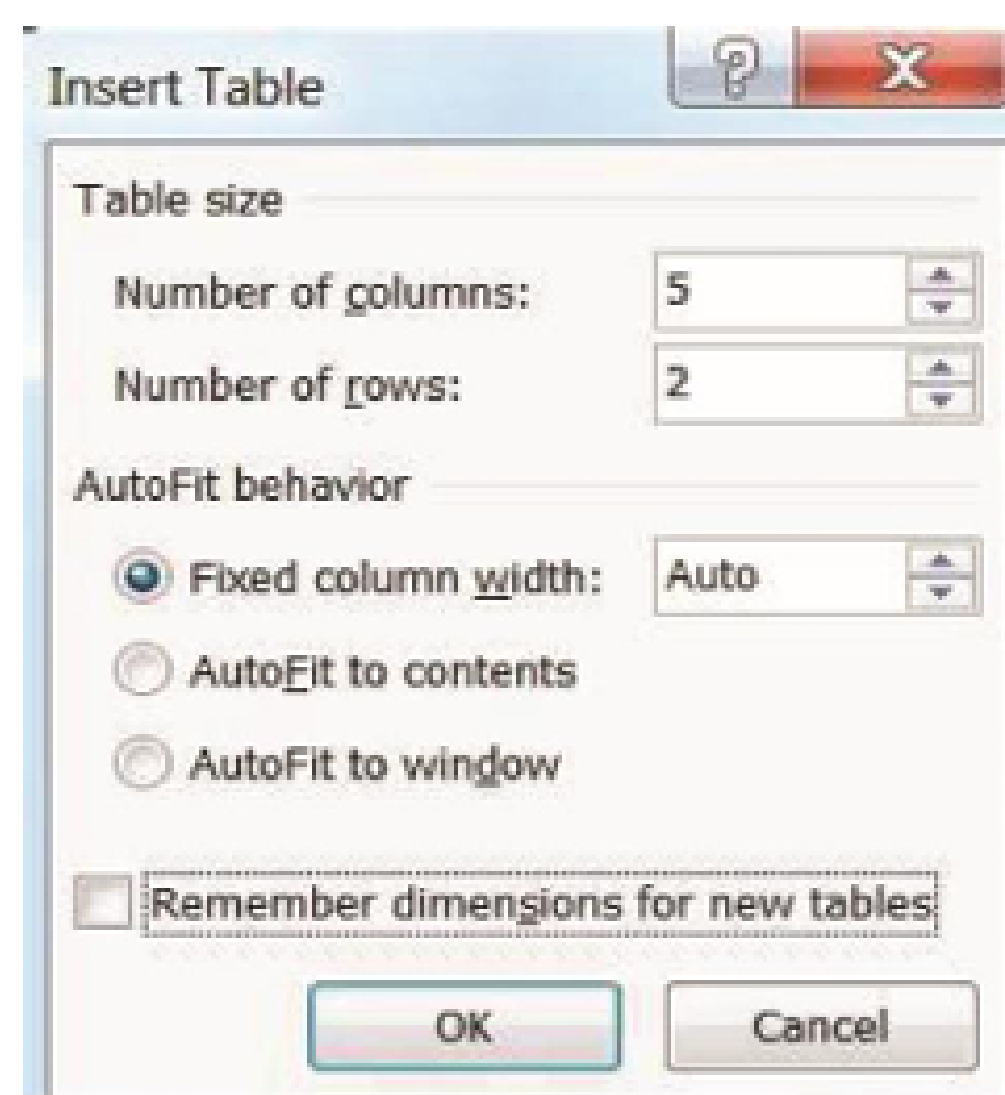 Insert Table
Table size
Number of columns: 5
Number of rows: 2
AutoFit behavior
Fixed column width: Auto
AutoFit to contents
AutoFit to window
Remember dimensions for new tables
OK Cancel